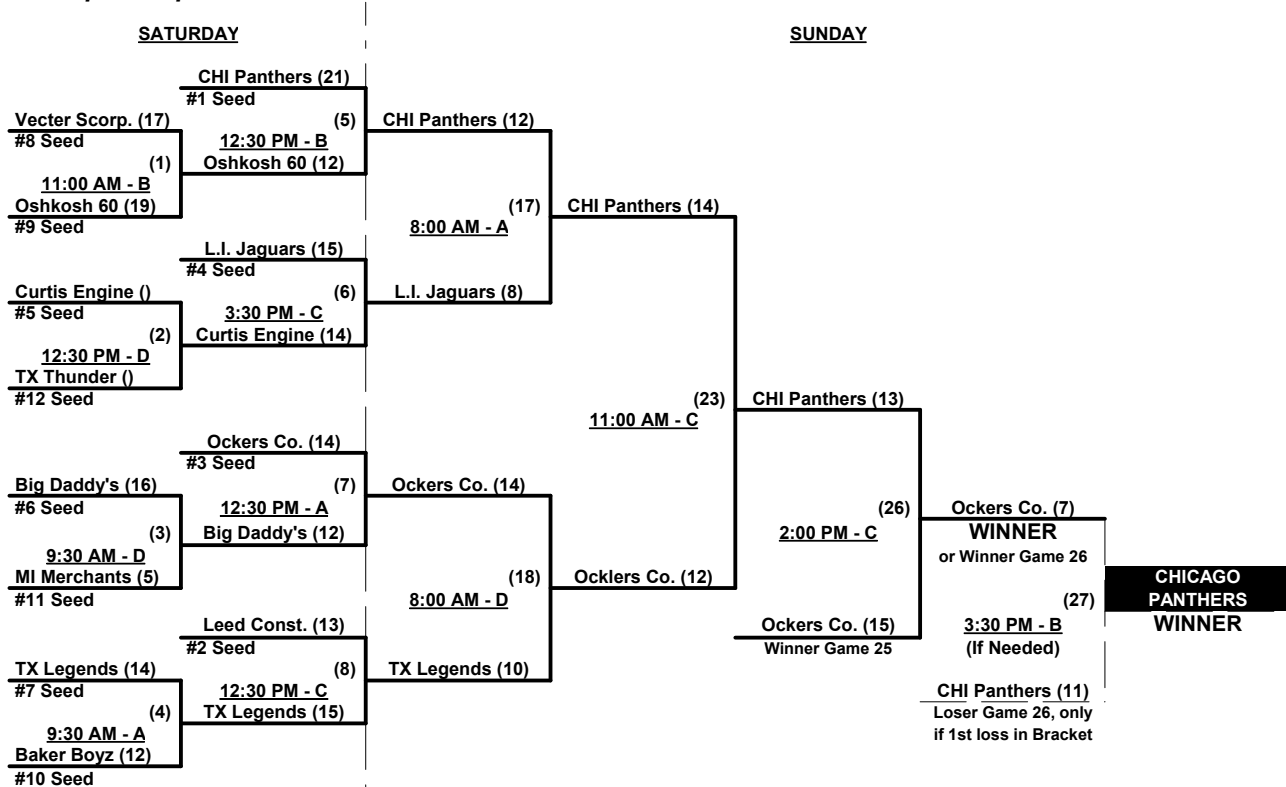 SATURDAY
SUNDAY
CHI Panthers (21)
#1 Seed
Vecter Scorp. (17)
#8 Seed
(5)
12:30 PM - B
CHI Panthers (12)
(1)
11:00 AM - B
Oshkosh 60 (12)
Oshkosh 60 (19)
#9 Seed
(17)
8:00 AM - A
CHI Panthers (14)
L.I. Jaguars (15)
#4 Seed
Curtis Engine ()
#5 Seed
(6)
3:30 PM - C
L.I. Jaguars (8)
(2)
12:30 PM - D
Curtis Engine (14)
TX Thunder ()
#12 Seed
(23)
11:00 AM - C
CHI Panthers (13)
Ockers Co. (14)
#3 Seed
Big Daddy's (16)
#6 Seed
(7)
12:30 PM - A
Ockers Co. (14)
(3)
9:30 AM - D
Big Daddy's (12)
MI Merchants (5)
#11 Seed
(26)
2:00 PM - C
Ockers Co. (7)
WINNER
or Winner Game 26
(18)
8:00 AM - D
Ocklers Co. (12)
Leed Const. (13)
#2 Seed
TX Legends (14)
#7 Seed
(8)
12:30 PM - C
TX Legends (10)
(4)
9:30 AM - A
TX Legends (15)
Baker Boyz (12)
#10 Seed
Ockers Co. (15)
Winner Game 25
(27)
3:30 PM - B
(If Needed)
CHICAGO
PANTHERS
WINNER
CHI Panthers (11)
Loser Game 26, only
if 1st loss in Bracket